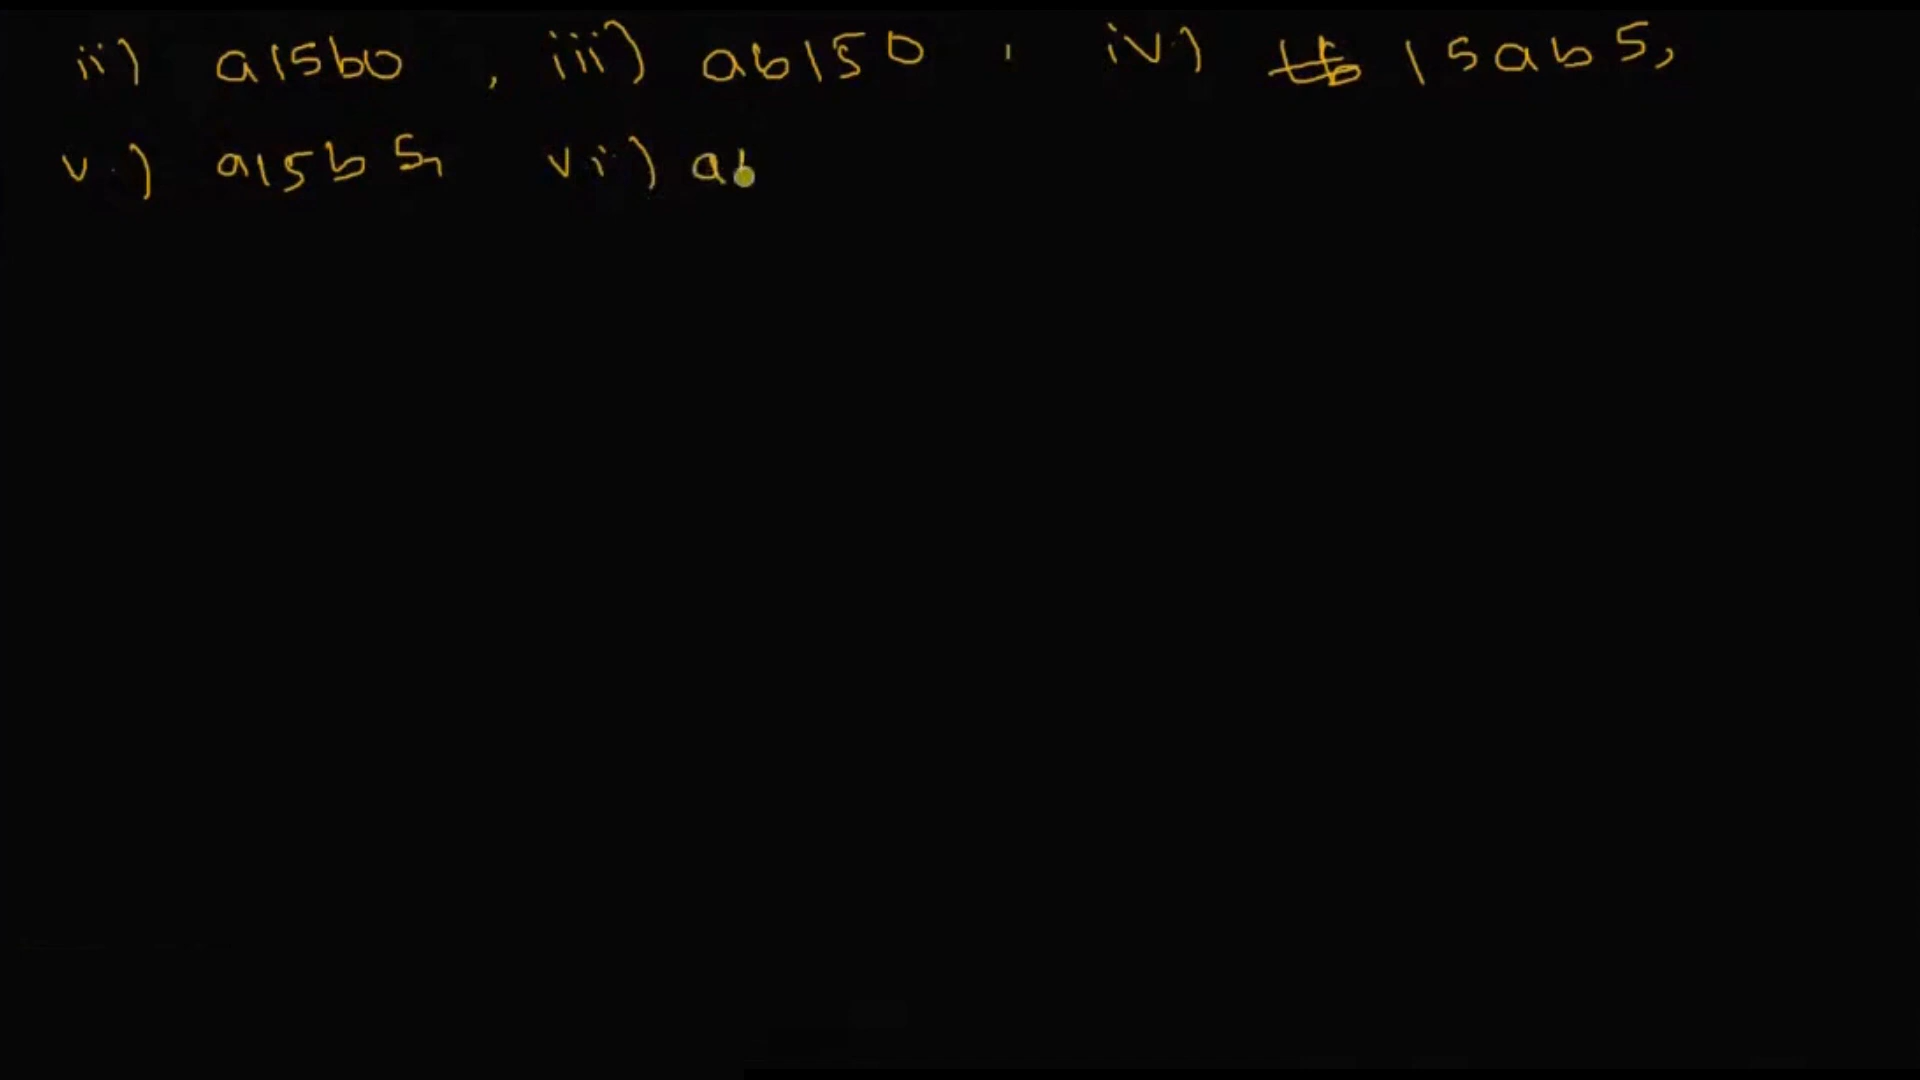 ii) a15b0 , iii) ab150 , iv) 15ab5,
v) a15b5, vi) ab